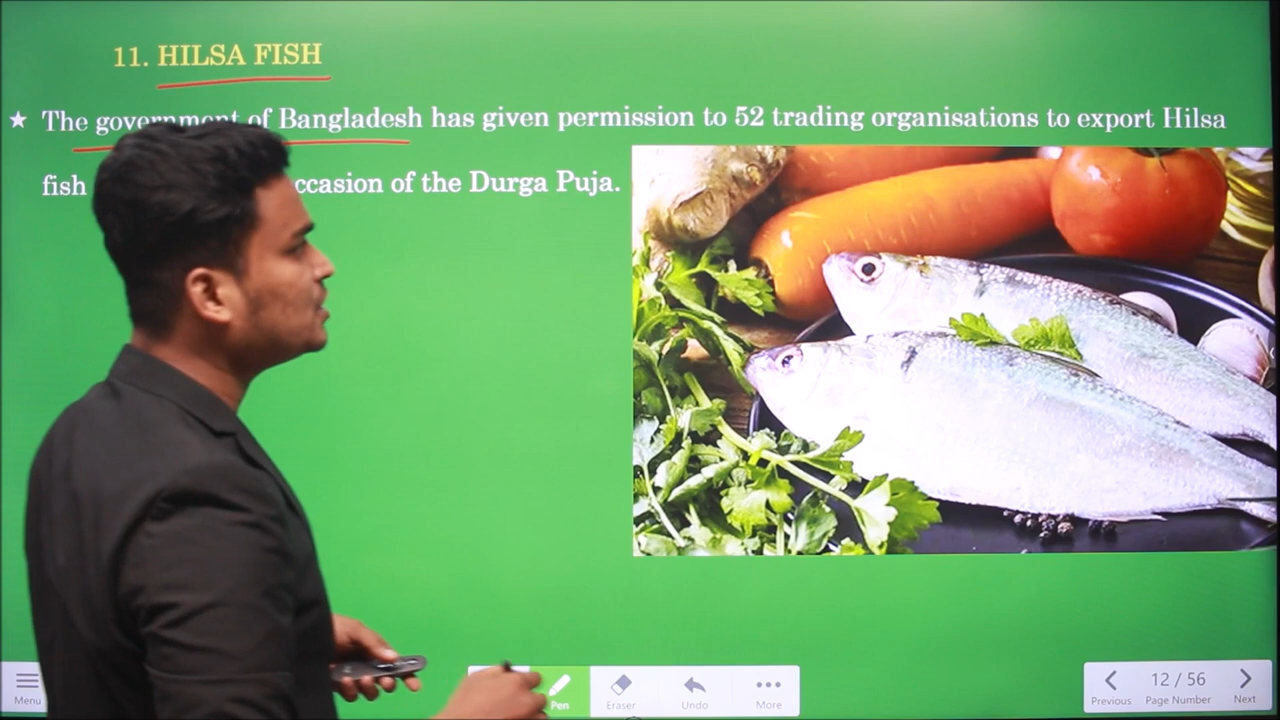 11. HILSA FISH
★ The government of Bangladesh has given permission to 52 trading organisations to export Hilsa
fish ccasion of the Durga Puja.
Menu
Pen
Eraser
Undo
More
Previous
12 / 56
Page Number
Next